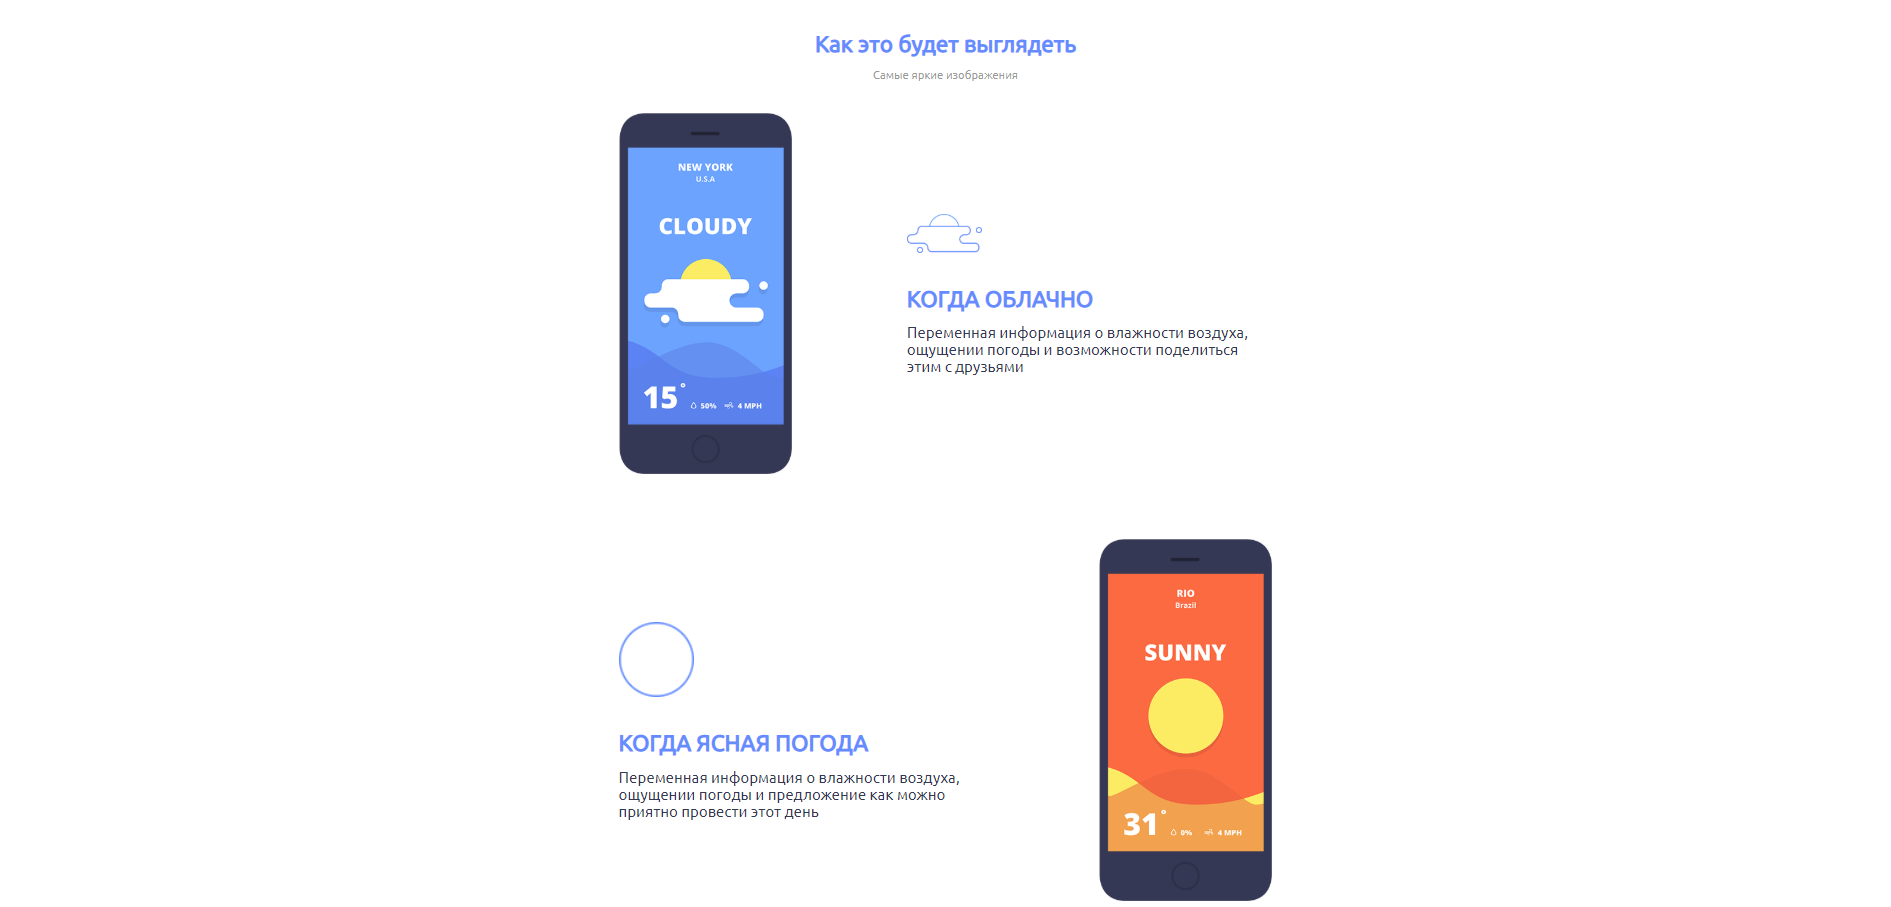 Как это будет выглядеть
Самые яркие изображения
NEW YORK
U.S.A
CLOUDY
15°
50% 4 MPH
КОГДА ОБЛАЧНО
Переменная информация о влажности воздуха,
ощущении погоды и возможности поделиться
этим с друзьями
КОГДА ЯСНАЯ ПОГОДА
Переменная информация о влажности воздуха,
ощущении погоды и предложение как можно
приятно провести этот день
RIO
Brazil
SUNNY
31°
0% 4 MPH